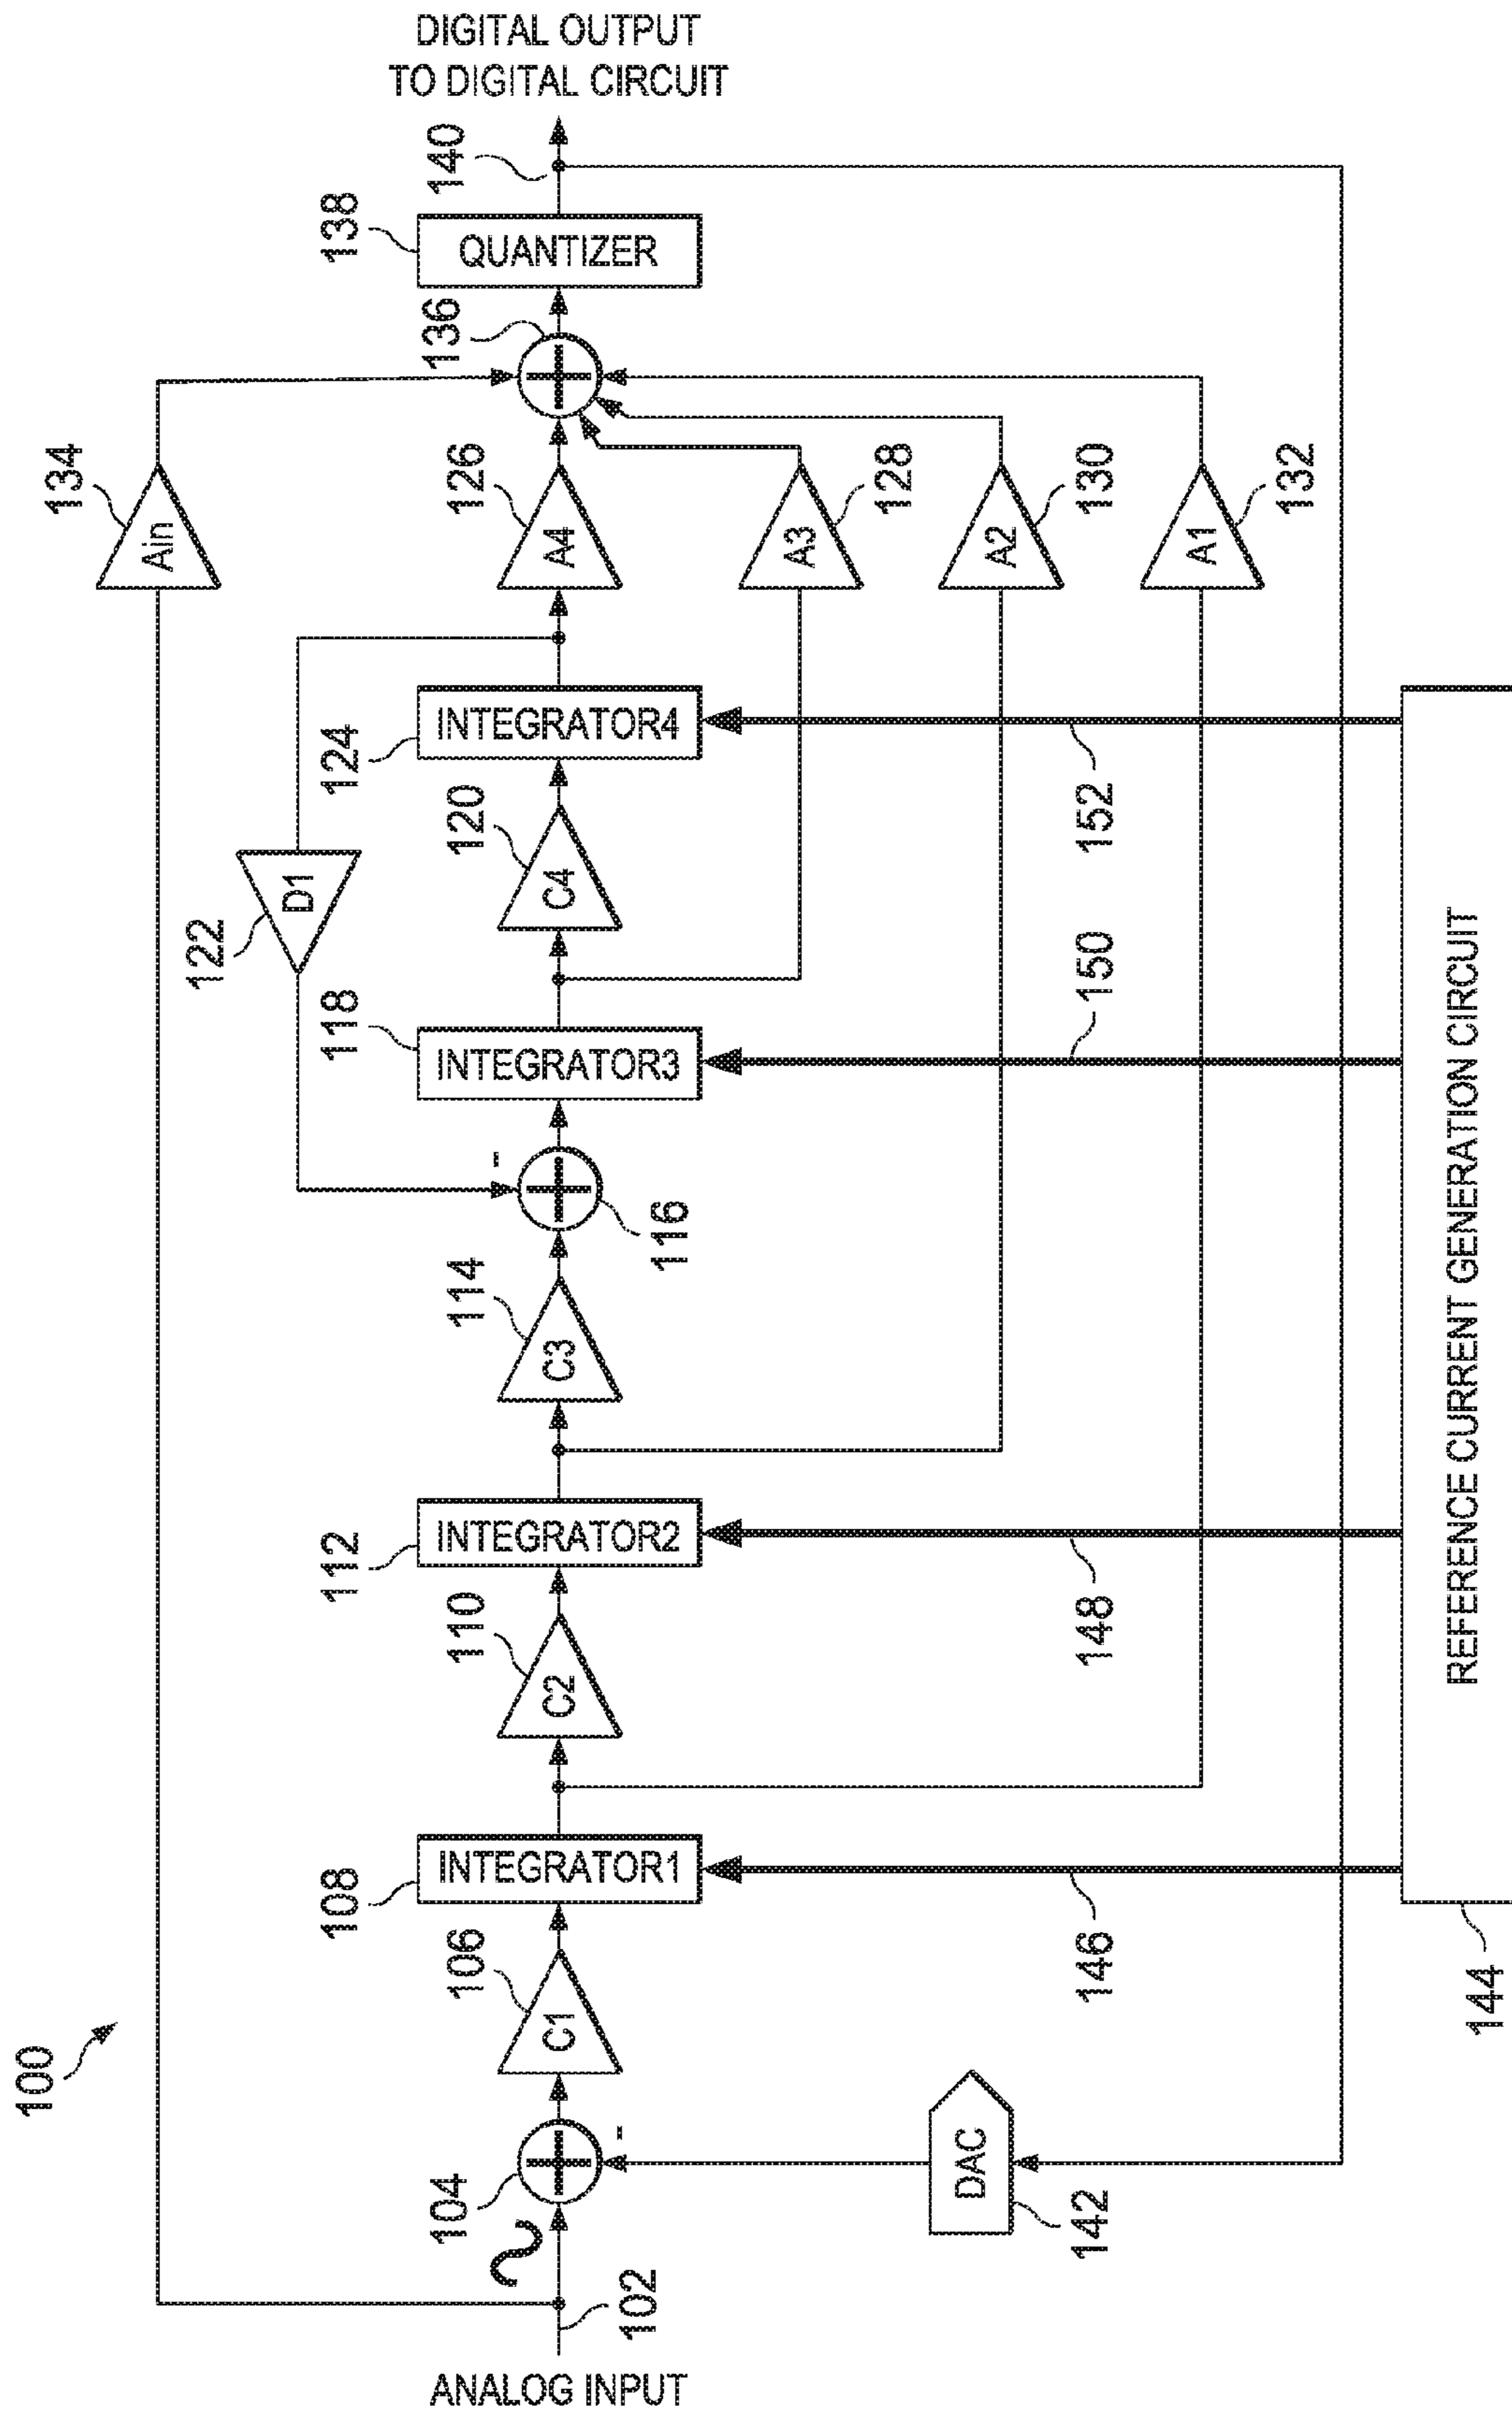 DIGITAL OUTPUT
TO DIGITAL CIRCUIT
140
138
QUANTIZER
136
134
Ain
126
A4
128
A3
130
A2
132
A1
124
INTEGRATOR4
152
120
C4
122
D1
118
INTEGRATOR3
150
-
116
114
C3
112
INTEGRATOR2
148
110
C2
108
INTEGRATOR1
146
106
C1
100
104
-
DAC
142
102
ANALOG INPUT
REFERENCE CURRENT GENERATION CIRCUIT
144